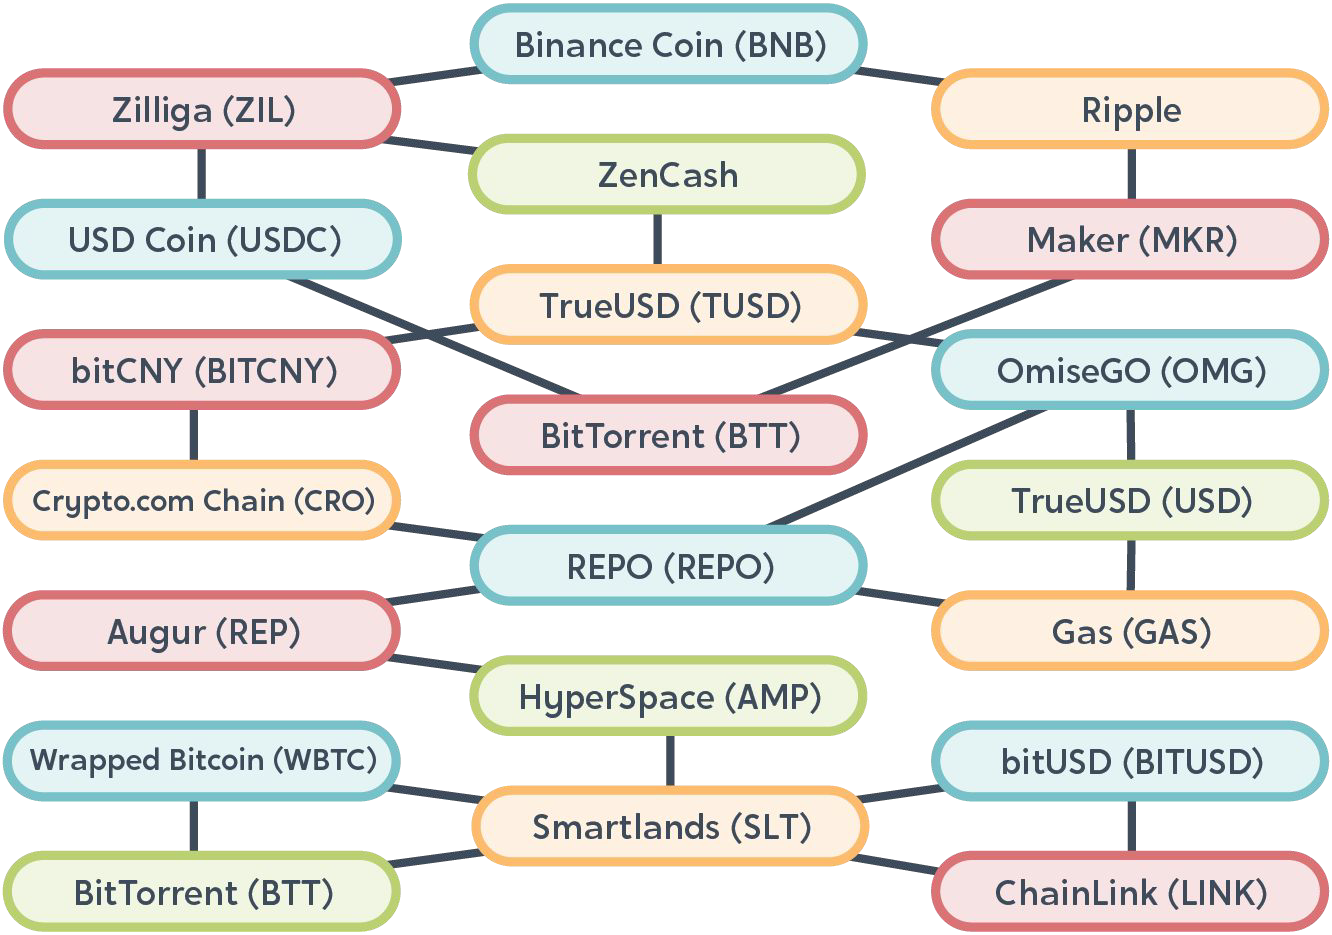 Binance Coin (BNB)
Zilliga (ZIL)
Ripple
ZenCash
USD Coin (USDC)
Maker (MKR)
TrueUSD (TUSD)
bitCNY (BITCNY)
OmiseGO (OMG)
BitTorrent (BTT)
Crypto.com Chain (CRO)
TrueUSD (USD)
REPO (REPO)
Augur (REP)
Gas (GAS)
HyperSpace (AMP)
Wrapped Bitcoin (WBTC)
bitUSD (BITUSD)
Smartlands (SLT)
BitTorrent (BTT)
ChainLink (LINK)